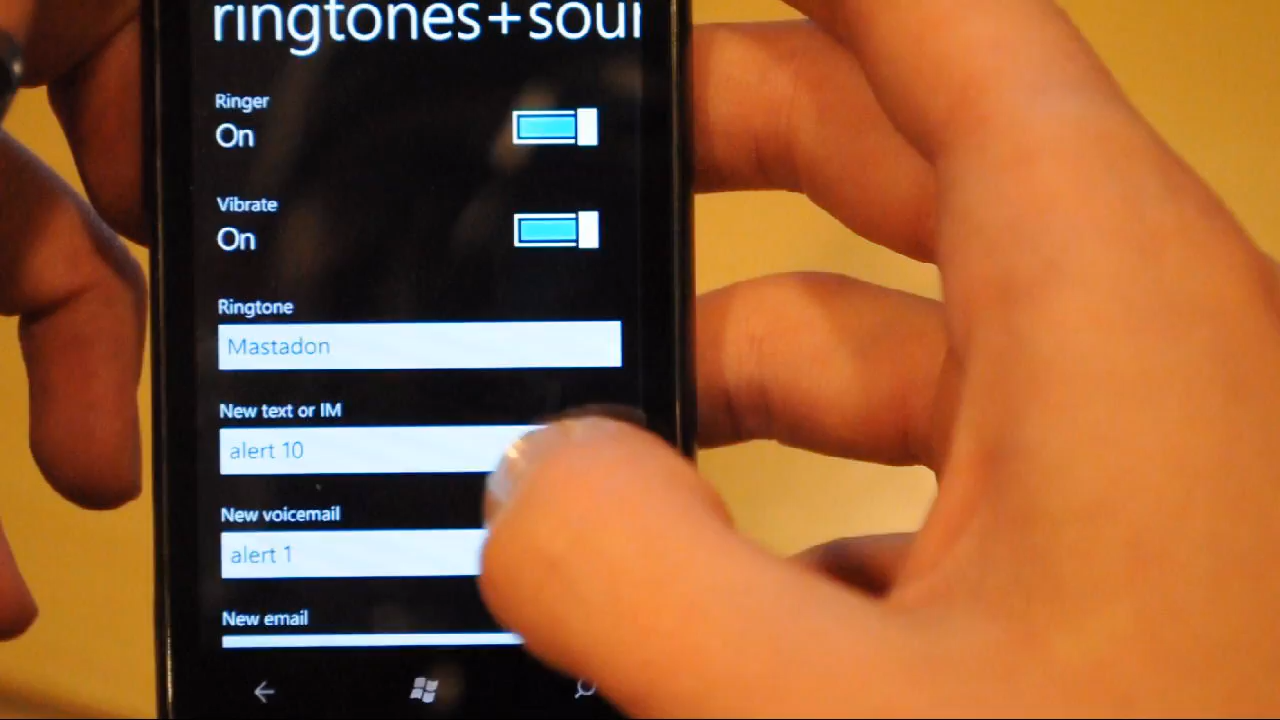 ringtones+sou
Ringer
On
Vibrate
On
Ringtone
Mastadon
New text or IM
alert 10
New voicemail
alert 1
New email